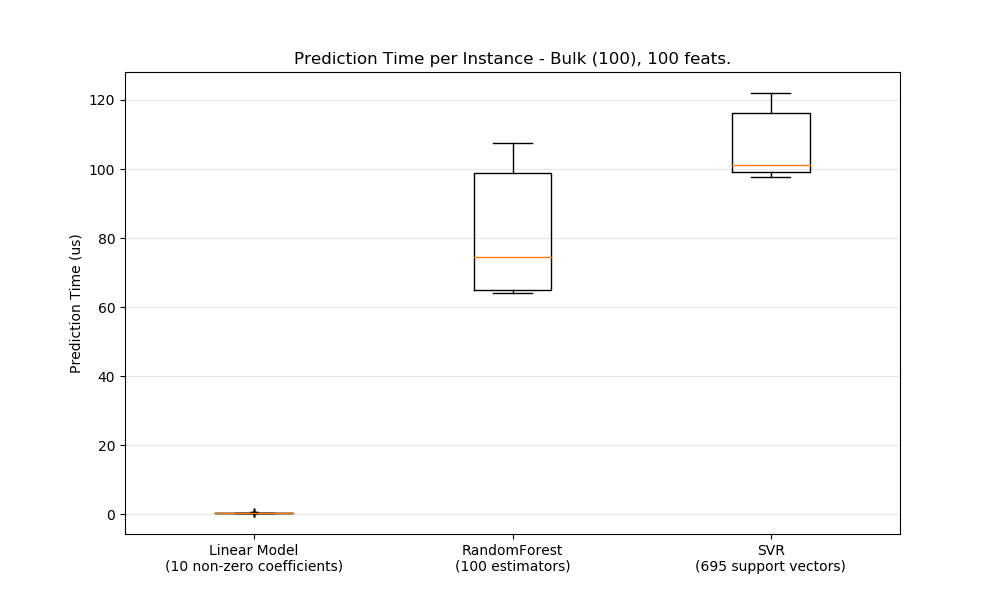 Prediction Time per Instance - Bulk (100), 100 feats.
120
100
80
60
40
20
0
Prediction Time (us)
Linear Model
(10 non-zero coefficients)
RandomForest
(100 estimators)
SVR
(695 support vectors)